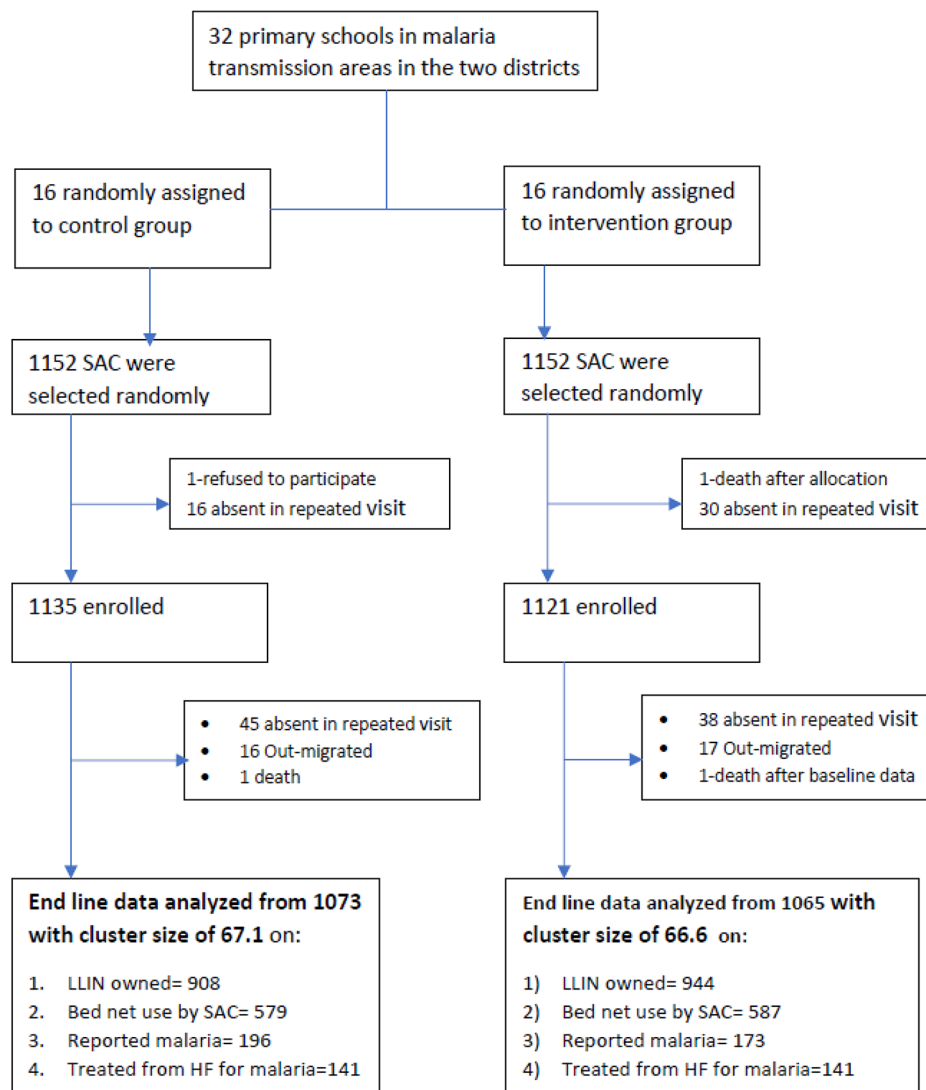 32 primary schools in malaria
transmission areas in the two districts
16 randomly assigned
to control group
16 randomly assigned
to intervention group
1152 SAC were
selected randomly
1152 SAC were
selected randomly
1-refused to participate
16 absent in repeated visit
1-death after allocation
30 absent in repeated visit
1135 enrolled
1121 enrolled
• 45 absent in repeated visit
• 16 Out-migrated
• 1 death
• 38 absent in repeated visit
• 17 Out-migrated
• 1-death after baseline data
End line data analyzed from 1073
with cluster size of 67.1 on:
1. LLIN owned= 908
2. Bed net use by SAC= 579
3. Reported malaria= 196
4. Treated from HF for malaria=141
End line data analyzed from 1065 with
cluster size of 66.6 on:
1) LLIN owned= 944
2) Bed net use by SAC= 587
3) Reported malaria= 173
4) Treated from HF for malaria=141